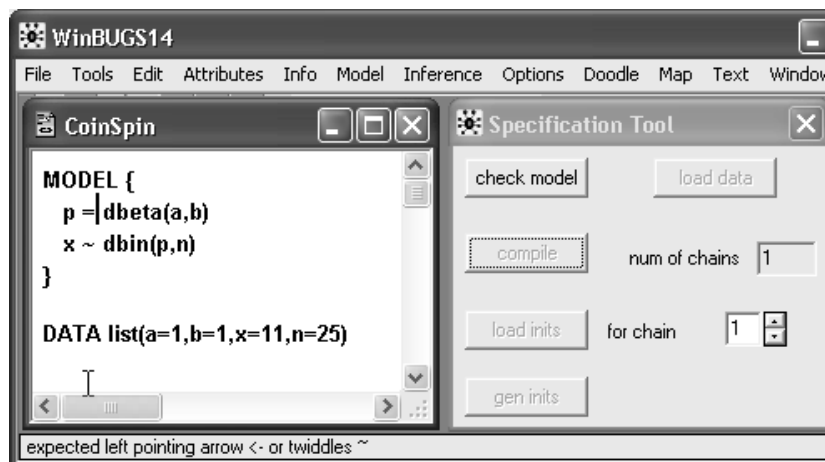 WinBUGS14
File Tools Edit Attributes Info Model Inference Options Doodle Map Text Window
CoinSpin
MODEL {
p = dbeta(a,b)
x ~ dbin(p,n)
}
DATA list(a=1,b=1,x=11,n=25)
Specification Tool
check model load data
compile num of chains 1
load inits for chain 1
gen inits
expected left pointing arrow <- or twiddles ~